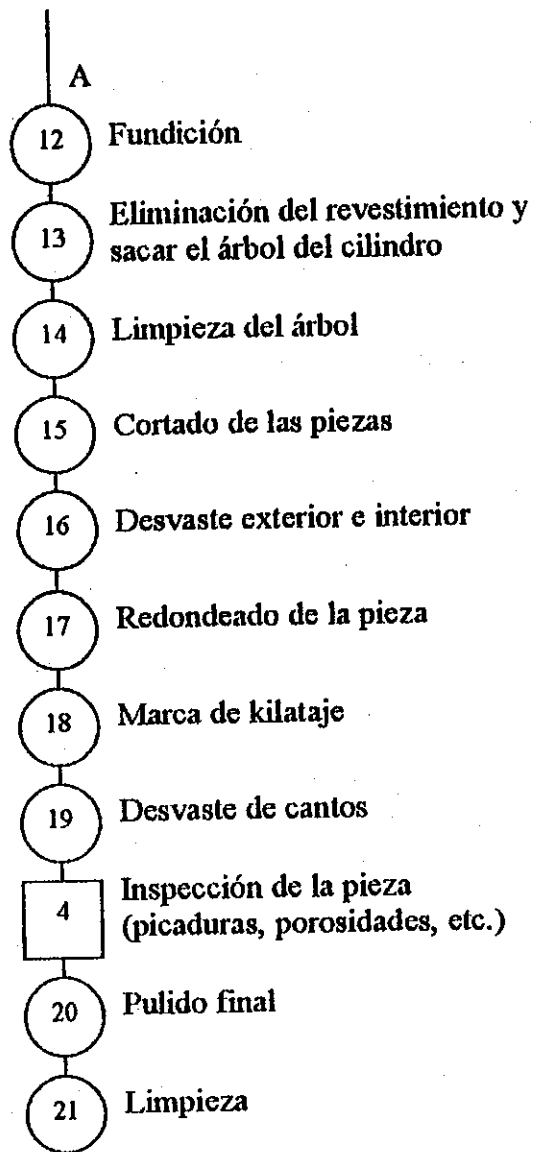 A
12 Fundición
13 Eliminación del revestimiento y
sacar el árbol del cilindro
14 Limpieza del árbol
15 Cortado de las piezas
16 Desvaste exterior e interior
17 Redondeado de la pieza
18 Marca de kilataje
19 Desvaste de cantos
4 Inspección de la pieza
(picaduras, porosidades, etc.)
20 Pulido final
21 Limpieza